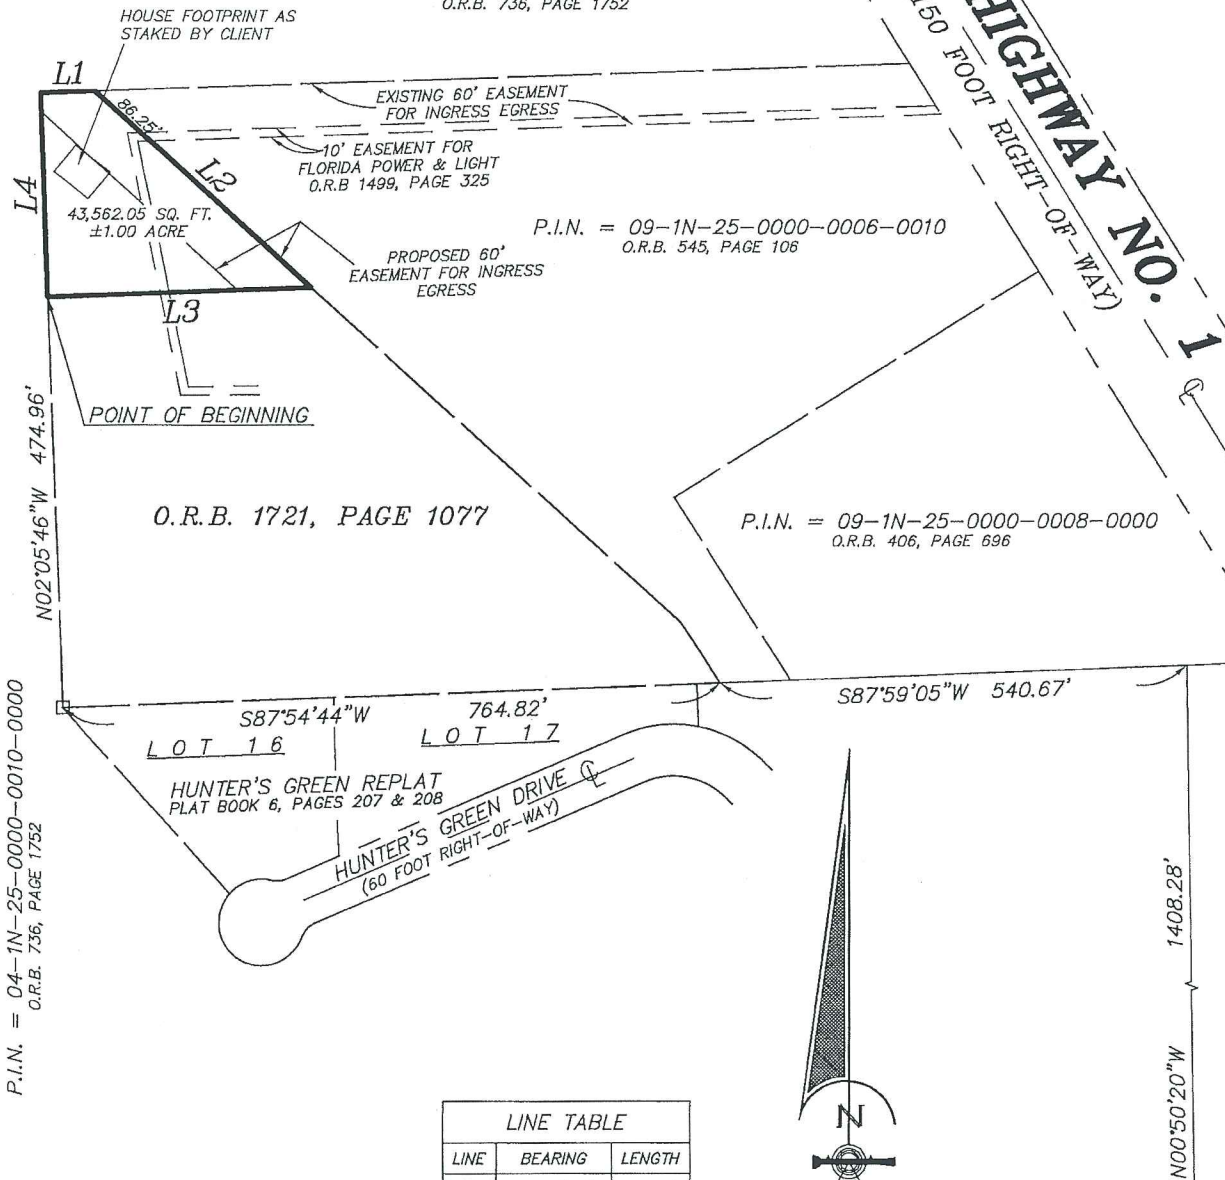 O.R.B. 736, PAGE 1752
HOUSE FOOTPRINT AS
STAKED BY CLIENT
HIGHWAY NO. 1
150 FOOT RIGHT-OF-WAY)
L1
86.25'
EXISTING 60' EASEMENT
FOR INGRESS EGRESS
10' EASEMENT FOR
FLORIDA POWER & LIGHT
O.R.B 1499, PAGE 325
L2
L4
43,562.05 SQ. FT.
±1.00 ACRE
P.I.N. = 09-1N-25-0000-0006-0010
O.R.B. 545, PAGE 106
PROPOSED 60'
EASEMENT FOR INGRESS
EGRESS
L3
POINT OF BEGINNING
N02°05'46"W 474.96'
O.R.B. 1721, PAGE 1077
P.I.N. = 09-1N-25-0000-0008-0000
O.R.B. 406, PAGE 696
S87°54'44"W 764.82'
S87°59'05"W 540.67'
LOT 16
LOT 17
HUNTER'S GREEN REPLAT
PLAT BOOK 6, PAGES 207 & 208
HUNTER'S GREEN DRIVE
(60 FOOT RIGHT-OF-WAY)
P.I.N. = 04-1N-25-0000-0010-0000
O.R.B. 736, PAGE 1752
N00°50'20"W 1408.28'
N
LINE TABLE
LINE BEARING LENGTH